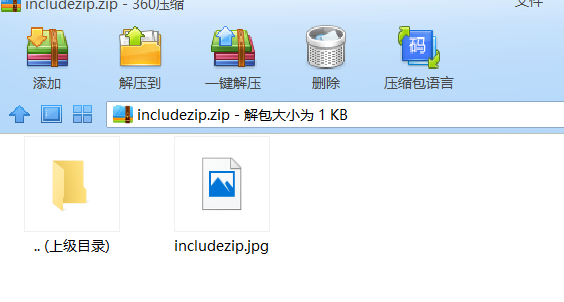 includezip.zip - 360压缩
文件
添加
解压到
一键解压
删除
压缩包语言
码
includezip.zip - 解包大小为 1 KB
.. (上级目录)
includezip.jpg